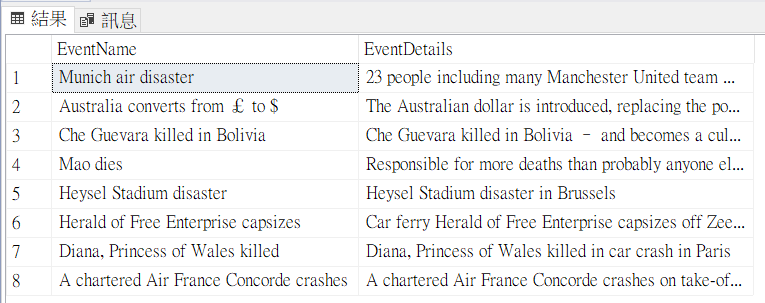 結果 訊息
EventName EventDetails
1 Munich air disaster 23 people including many Manchester United team ...
2 Australia converts from £ to $ The Australian dollar is introduced, replacing the po...
3 Che Guevara killed in Bolivia Che Guevara killed in Bolivia – and becomes a cul...
4 Mao dies Responsible for more deaths than probably anyone el...
5 Heysel Stadium disaster Heysel Stadium disaster in Brussels
6 Herald of Free Enterprise capsizes Car ferry Herald of Free Enterprise capsizes off Zee...
7 Diana, Princess of Wales killed Diana, Princess of Wales killed in car crash in Paris
8 A chartered Air France Concorde crashes A chartered Air France Concorde crashes on take-of...